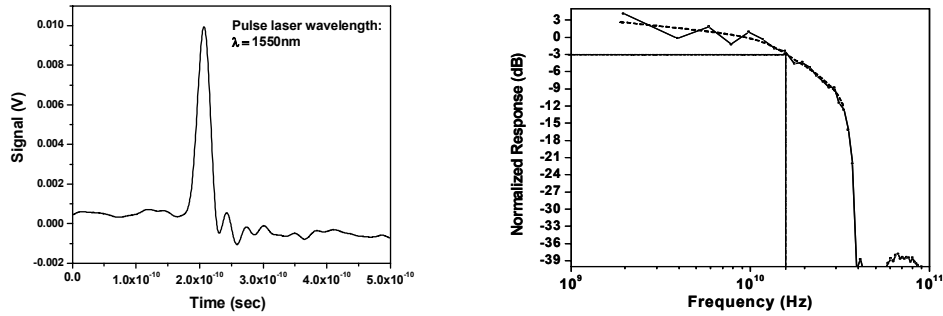 0.010
0.008
0.006
0.004
0.002
0.000
-0.002
Signal (V)
Pulse laser wavelength:
λ=1550nm
0.0 1.0x10⁻¹⁰ 2.0x10⁻¹⁰ 3.0x10⁻¹⁰ 4.0x10⁻¹⁰ 5.0x10⁻¹⁰
Time (sec)
3
0
-3
-6
-9
-12
-15
-18
-21
-24
-27
-30
-33
-36
-39
Normalized Response (dB)
10⁹ 10¹⁰ 10¹¹
Frequency (Hz)